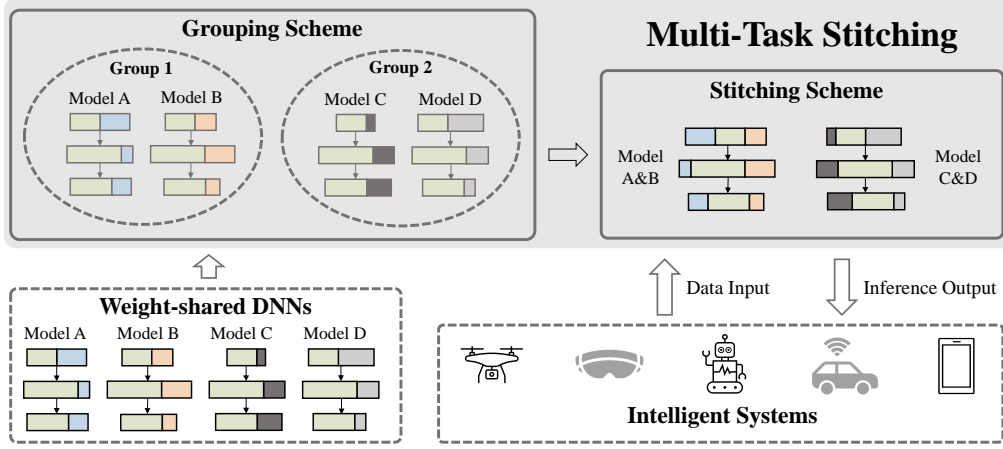 Grouping Scheme
Group 1
Group 2
Model A
Model B
Model C
Model D
Multi-Task Stitching
Stitching Scheme
Model
A&B
Model
C&D
Weight-shared DNNs
Model A
Model B
Model C
Model D
Data Input
Inference Output
Intelligent Systems